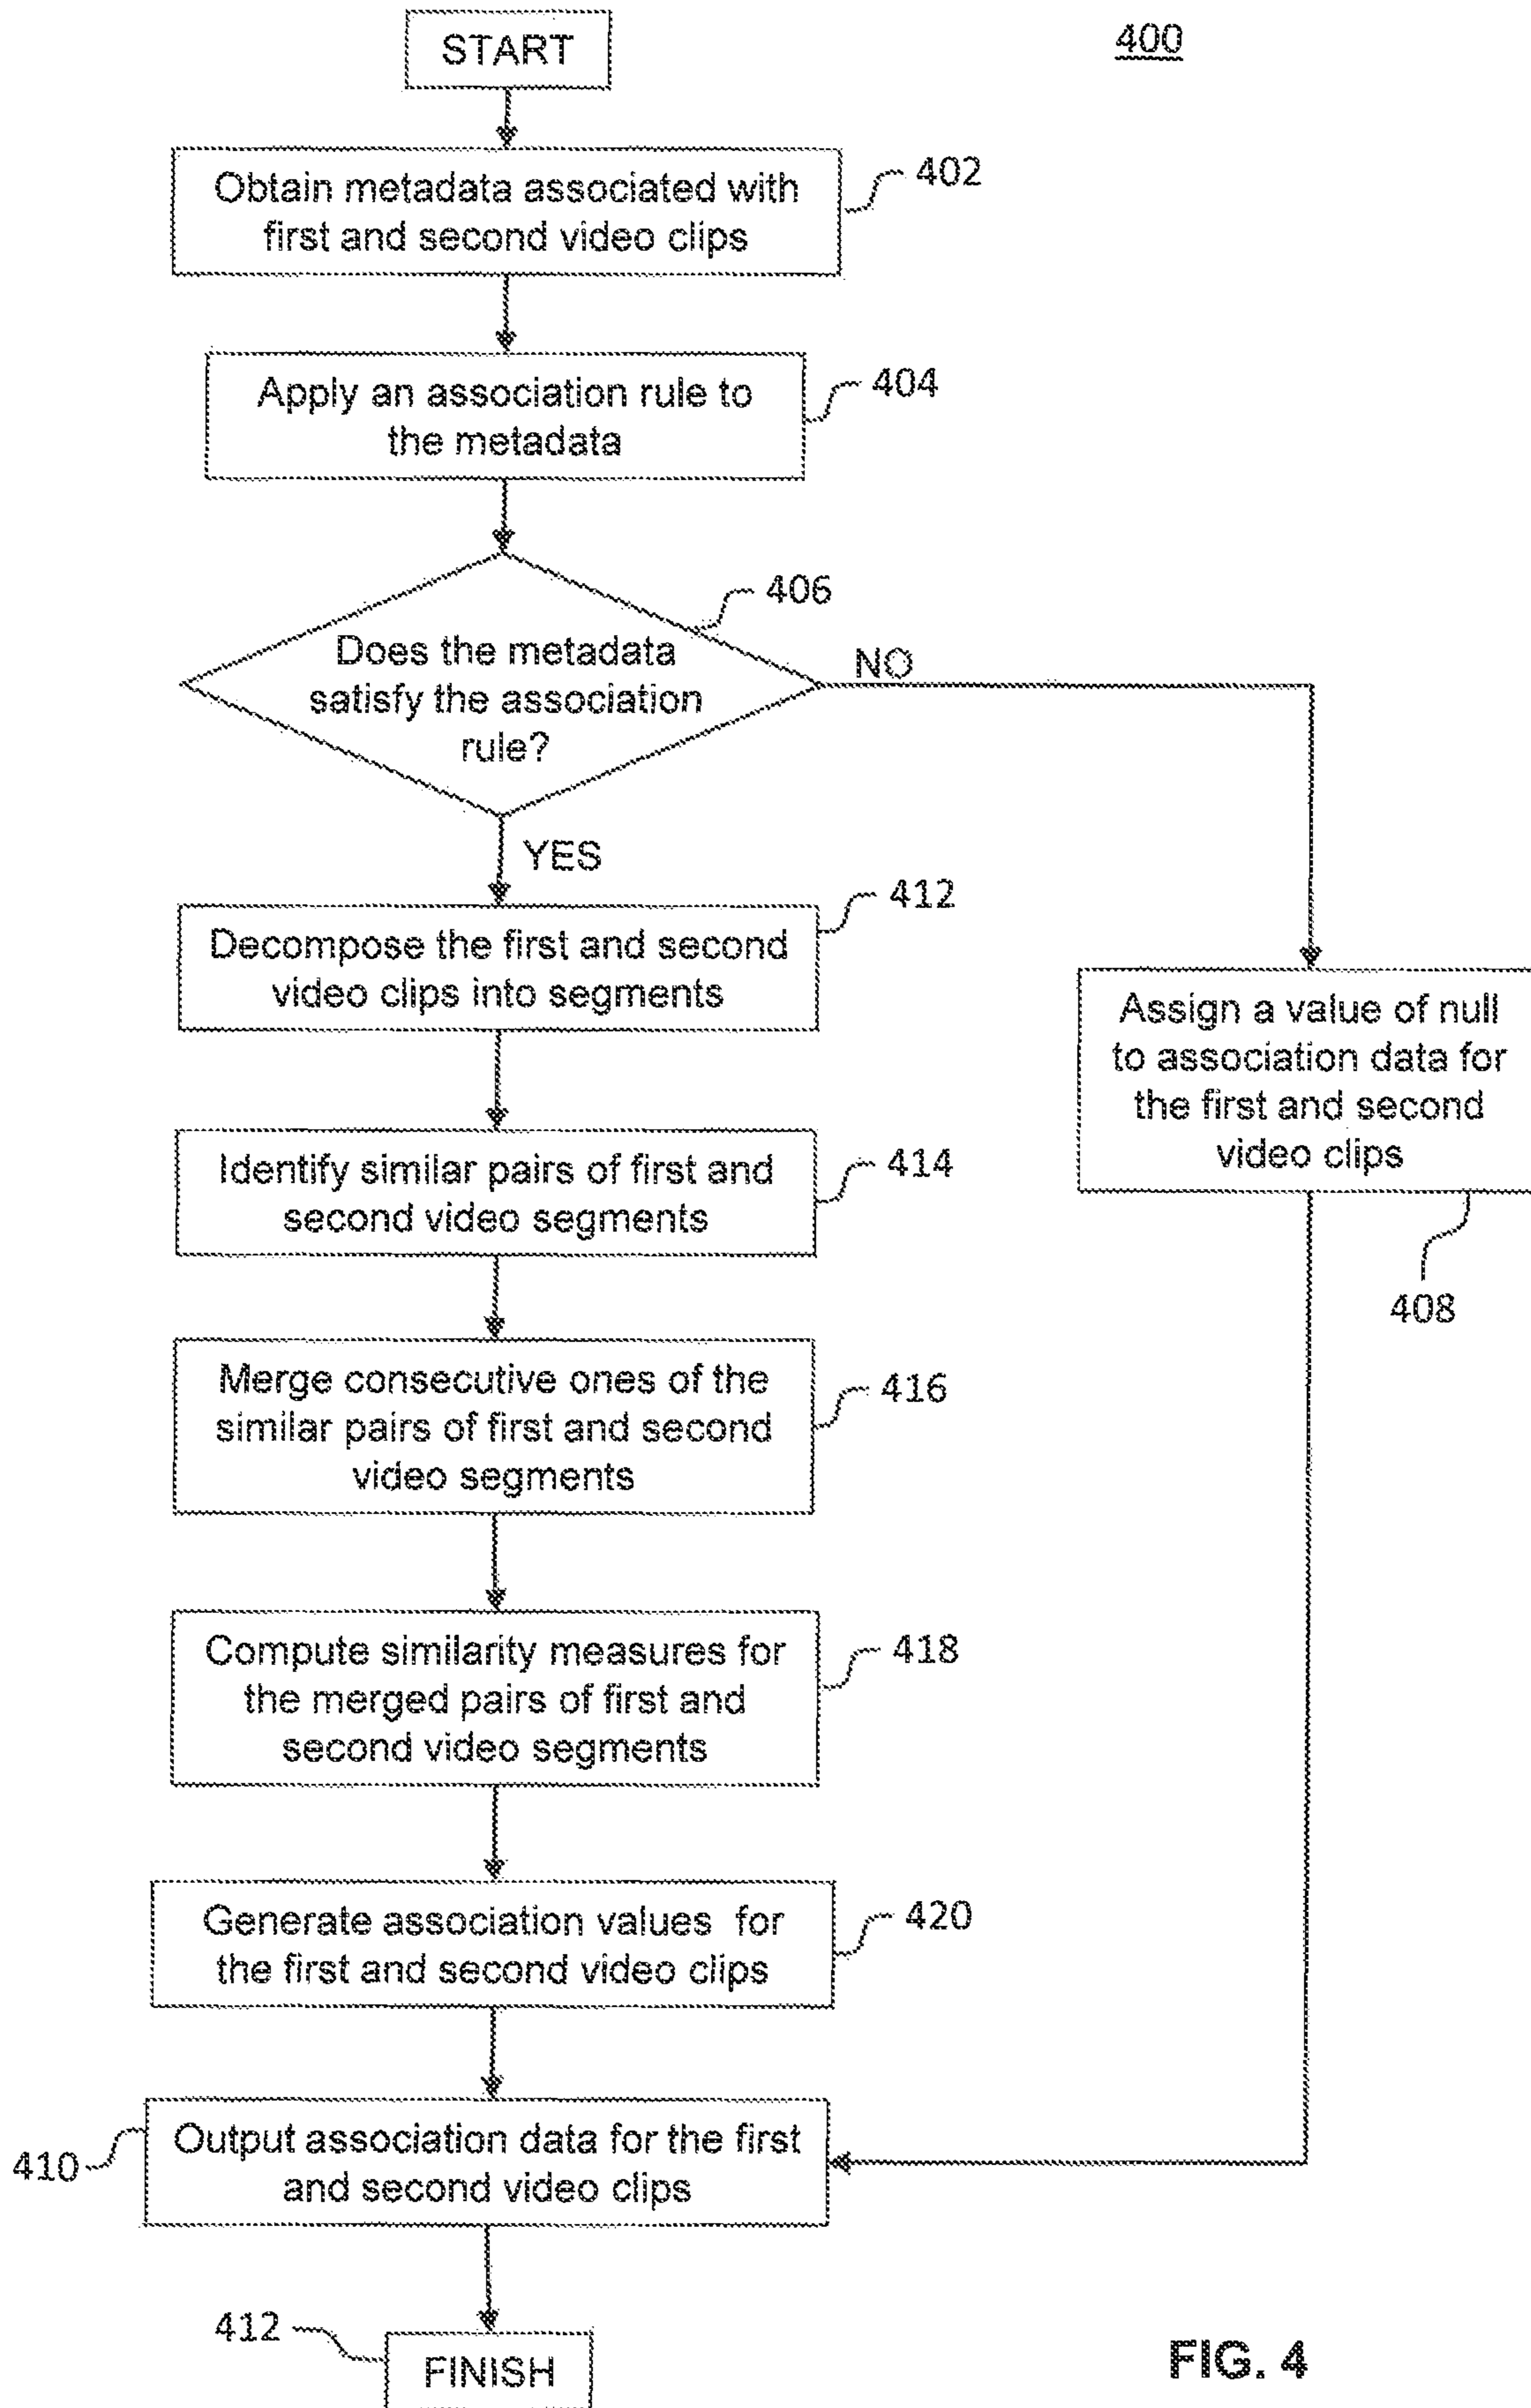 START
400
Obtain metadata associated with
first and second video clips
402
Apply an association rule to
the metadata
404
406
Does the metadata
satisfy the association
rule?
NO
YES
412
Decompose the first and second
video clips into segments
Assign a value of null
to association data for
the first and second
video clips
408
Identify similar pairs of first and
second video segments
414
Merge consecutive ones of the
similar pairs of first and second
video segments
416
Compute similarity measures for
the merged pairs of first and
second video segments
418
Generate association values for
the first and second video clips
420
410
Output association data for the first
and second video clips
412
FINISH
FIG. 4